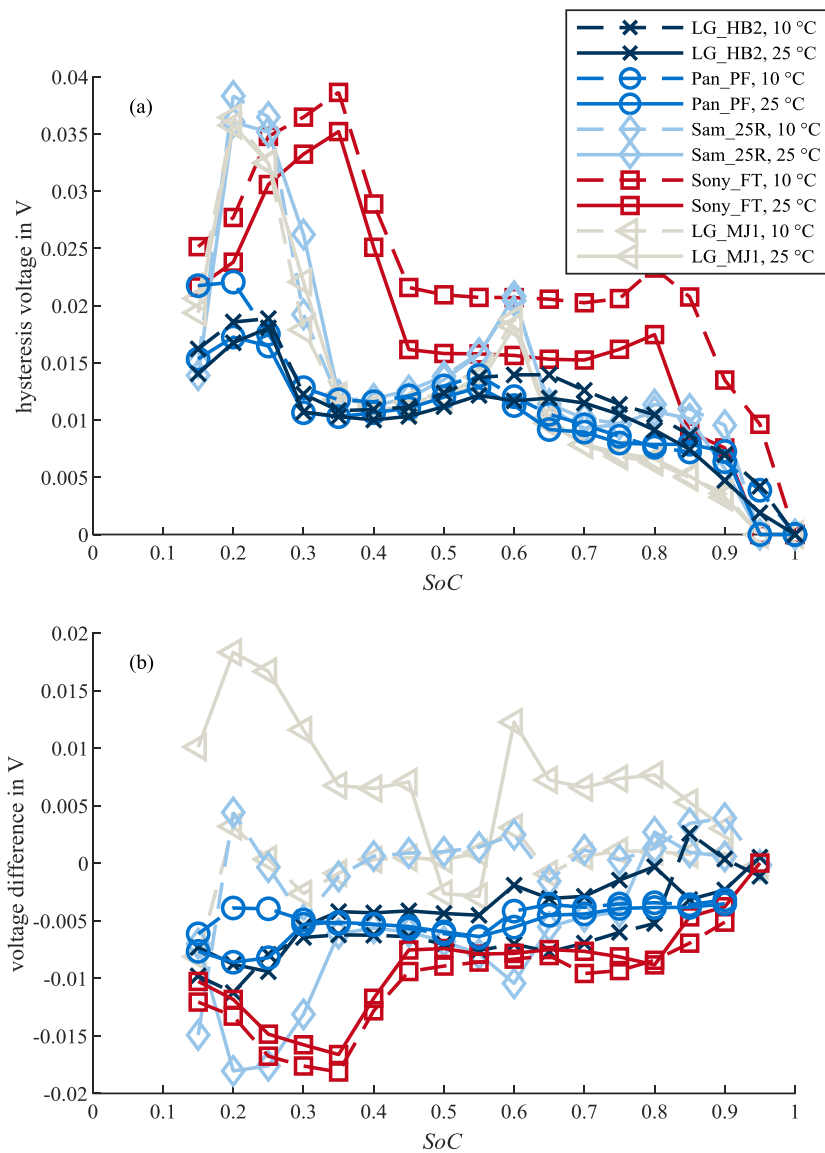 LG_HB2, 10 °C
LG_HB2, 25 °C
Pan_PF, 10 °C
Pan_PF, 25 °C
Sam_25R, 10 °C
Sam_25R, 25 °C
Sony_FT, 10 °C
Sony_FT, 25 °C
LG_MJ1, 10 °C
LG_MJ1, 25 °C
(a)
hysteresis voltage in V
0.04
0.035
0.03
0.025
0.02
0.015
0.01
0.005
0
0 0.1 0.2 0.3 0.4 0.5 0.6 0.7 0.8 0.9 1
SoC
(b)
voltage difference in V
0.02
0.015
0.01
0.005
0
-0.005
-0.01
-0.015
-0.02
0 0.1 0.2 0.3 0.4 0.5 0.6 0.7 0.8 0.9 1
SoC